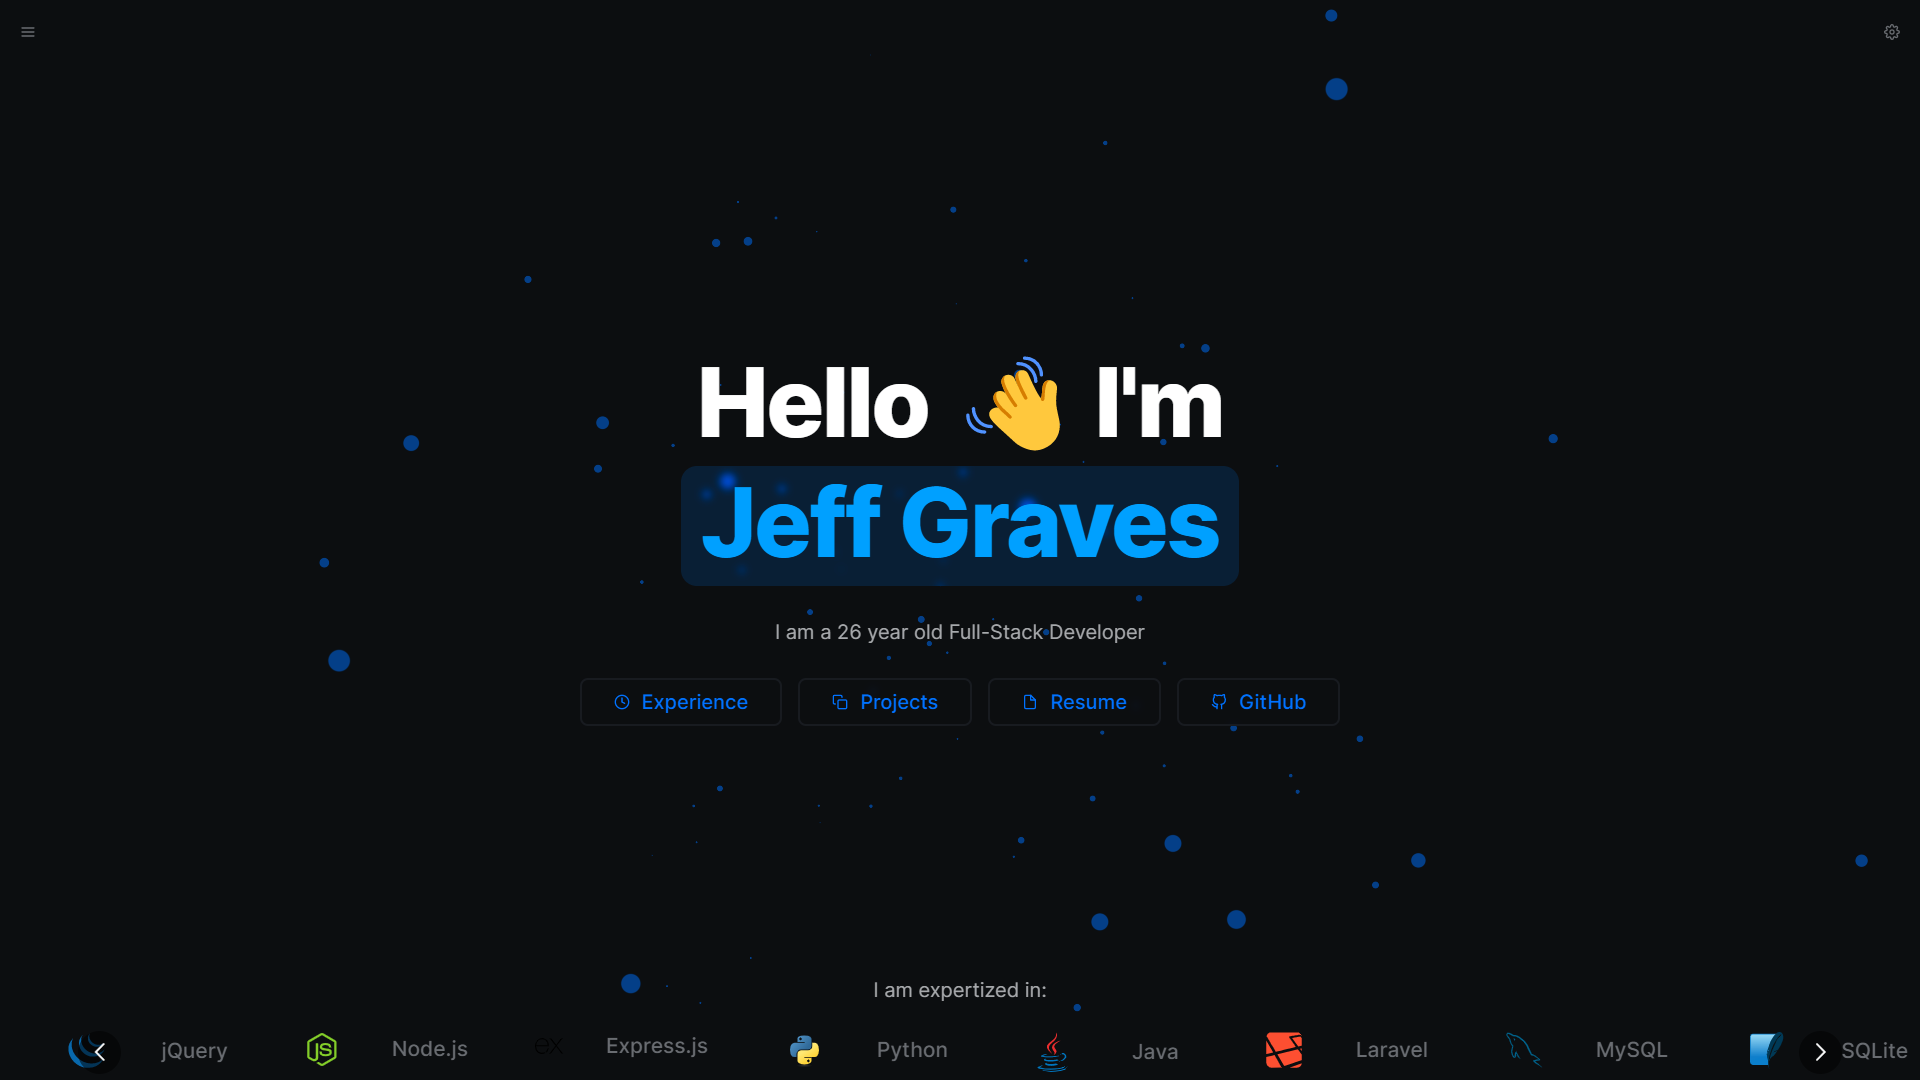 Hello 👋 I'm
Jeff Graves
I am a 26 year old Full-Stack Developer
Experience
Projects
Resume
GitHub
I am expertized in:
jQuery
JS
Node.js
ex
Express.js
Python
Java
Laravel
MySQL
SQLite